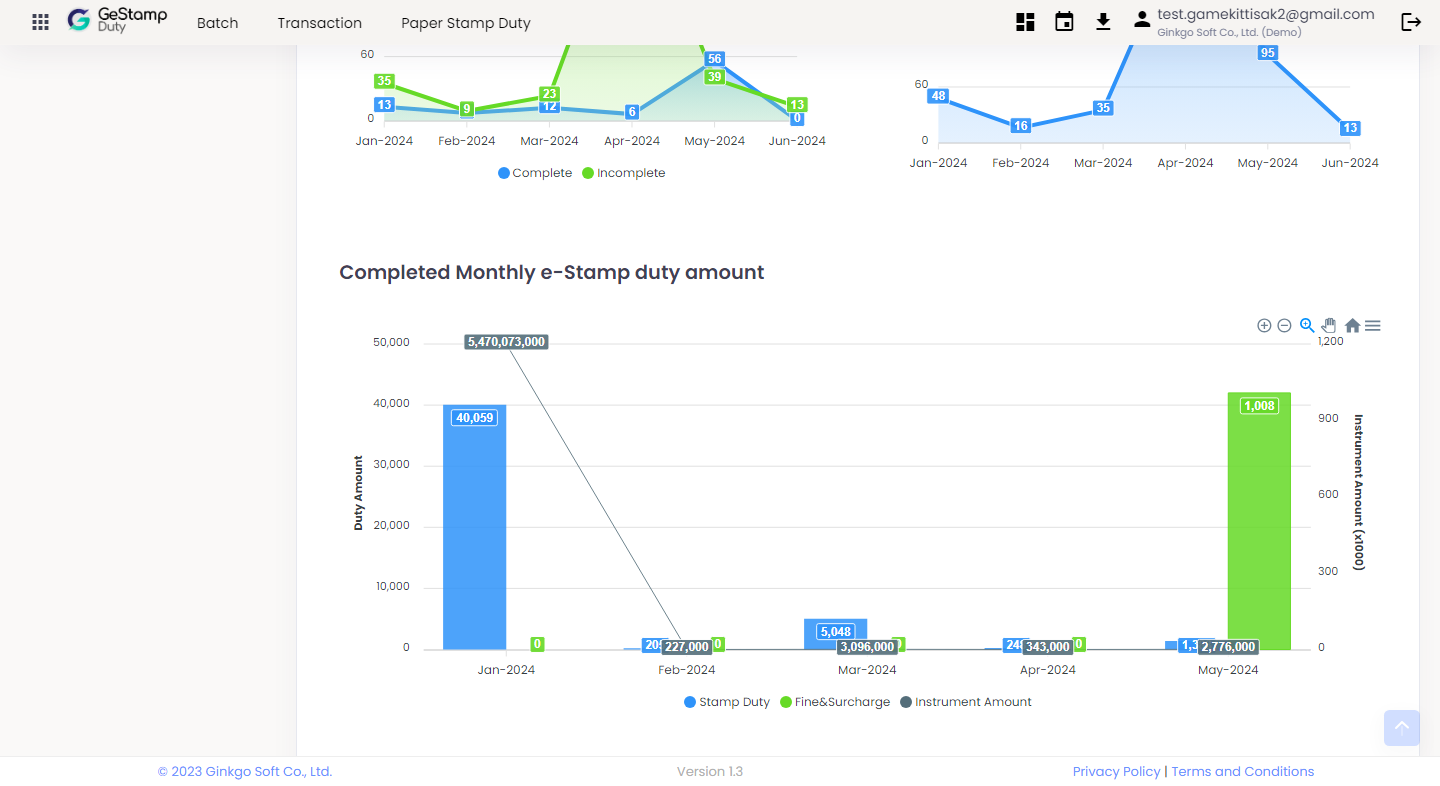 GeStamp
Duty
Batch
Transaction
Paper Stamp Duty
test.gamekittisak2@gmail.com
Ginkgo Soft Co., Ltd. (Demo)
60
0
35
13
9
23
12
6
56
39
13
0
Jan-2024 Feb-2024 Mar-2024 Apr-2024 May-2024 Jun-2024
Complete Incomplete
60
0
48
16
35
95
13
Jan-2024 Feb-2024 Mar-2024 Apr-2024 May-2024 Jun-2024
Completed Monthly e-Stamp duty amount
50,000
40,000
30,000
20,000
10,000
0
Duty Amount
5,470,073,000
40,059
0
227,000
0
5,048
3,096,000
343,000
0
1,008
2,776,000
1,200
900
600
300
0
Instrument Amount (x1000)
Jan-2024 Feb-2024 Mar-2024 Apr-2024 May-2024
Stamp Duty Fine&Surcharge Instrument Amount
© 2023 Ginkgo Soft Co., Ltd.
Version 1.3
Privacy Policy | Terms and Conditions